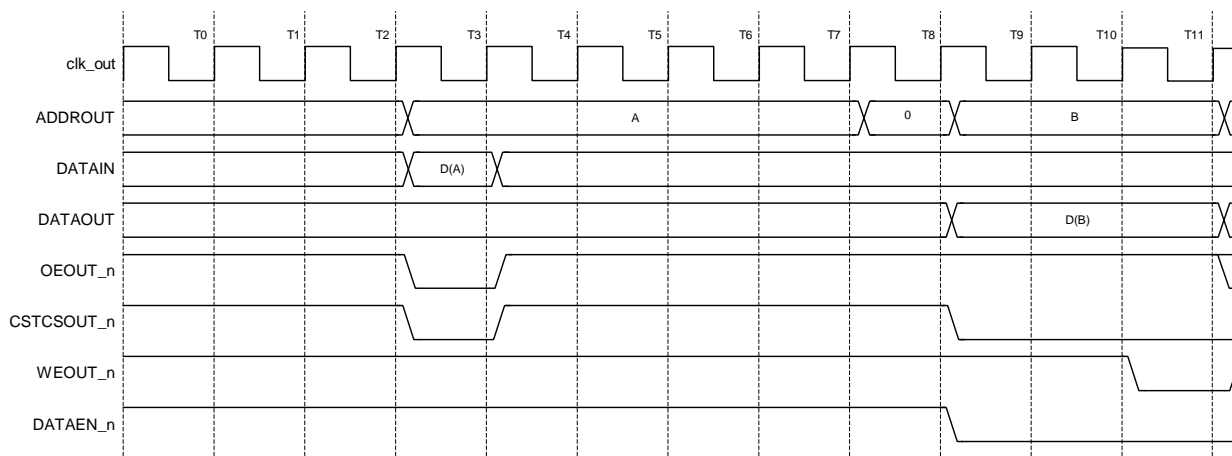 T0 T1 T2 T3 T4 T5 T6 T7 T8 T9 T10 T11
clk_out
ADDROUT A 0 B
DATAIN D(A)
DATAOUT D(B)
OEOUT_n
CSTCSOUT_n
WEOUT_n
DATAEN_n